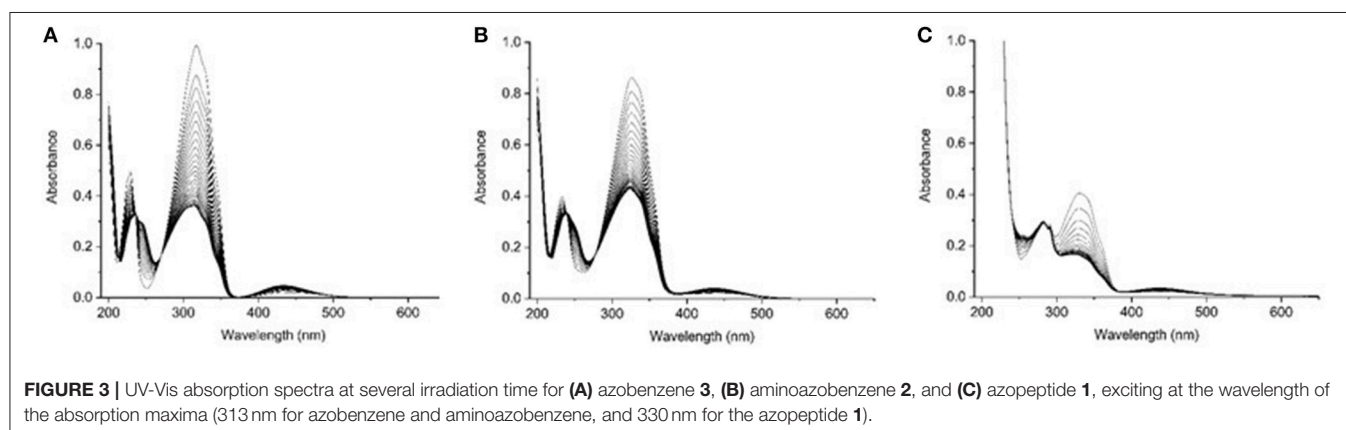 A
B
C
1.0
0.8
0.6
0.4
0.2
0.0
Absorbance
200 300 400 500 600
Wavelength (nm)
1.0
0.8
0.6
0.4
0.2
0.0
Absorbance
200 300 400 500 600
Wavelength (nm)
1.0
0.8
0.6
0.4
0.2
0.0
Absorbance
200 300 400 500 600
Wavelength (nm)
FIGURE 3 | UV-Vis absorption spectra at several irradiation time for (A) azobenzene 3, (B) aminoazobenzene 2, and (C) azopeptide 1, exciting at the wavelength of
the absorption maxima (313 nm for azobenzene and aminoazobenzene, and 330 nm for the azopeptide 1).